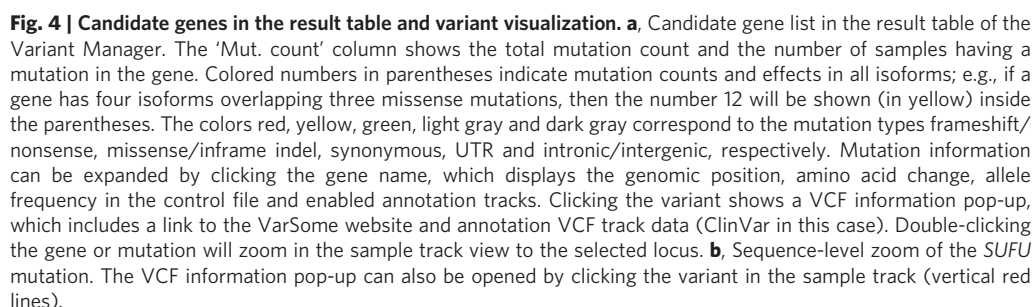 Fig. 4 | Candidate genes in the result table and variant visualization. a, Candidate gene list in the result table of the
Variant Manager. The ‘Mut. count’ column shows the total mutation count and the number of samples having a
mutation in the gene. Colored numbers in parentheses indicate mutation counts and effects in all isoforms; e.g., if a
gene has four isoforms overlapping three missense mutations, then the number 12 will be shown (in yellow) inside
the parentheses. The colors red, yellow, green, light gray and dark gray correspond to the mutation types frameshift/
nonsense, missense/inframe indel, synonymous, UTR and intronic/intergenic, respectively. Mutation information
can be expanded by clicking the gene name, which displays the genomic position, amino acid change, allele
frequency in the control file and enabled annotation tracks. Clicking the variant shows a VCF information pop-up,
which includes a link to the VarSome website and annotation VCF track data (ClinVar in this case). Double-clicking
the gene or mutation will zoom in the sample track view to the selected locus. b, Sequence-level zoom of the SUFU
mutation. The VCF information pop-up can also be opened by clicking the variant in the sample track (vertical red
lines).